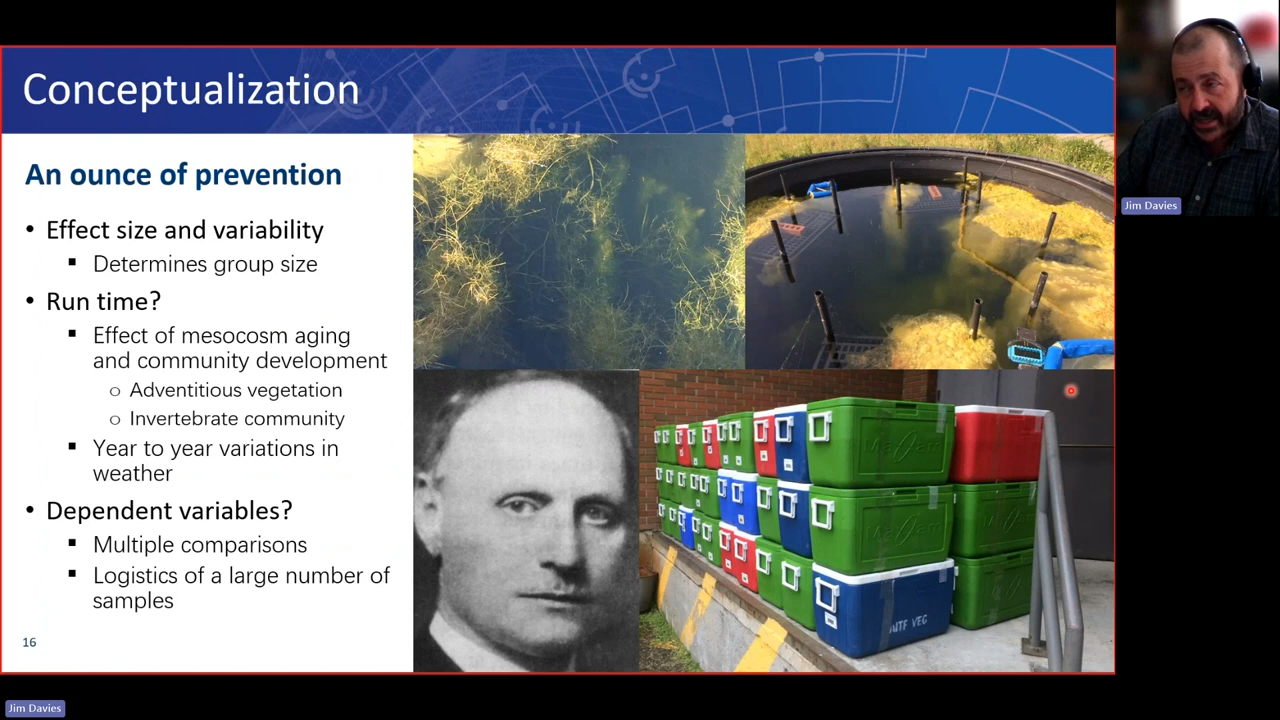 Conceptualization
An ounce of prevention
• Effect size and variability
▪ Determines group size
• Run time?
▪ Effect of mesocosm aging
and community development
o Adventitious vegetation
o Invertebrate community
▪ Year to year variations in
weather
• Dependent variables?
▪ Multiple comparisons
▪ Logistics of a large number of
samples
16
Jim Davies
Jim Davies